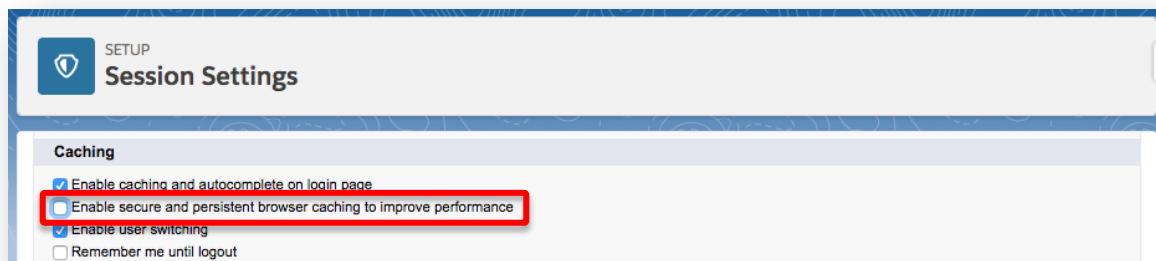 SETUP
Session Settings
Caching
Enable caching and autocomplete on login page
Enable secure and persistent browser caching to improve performance
Enable user switching
Remember me until logout